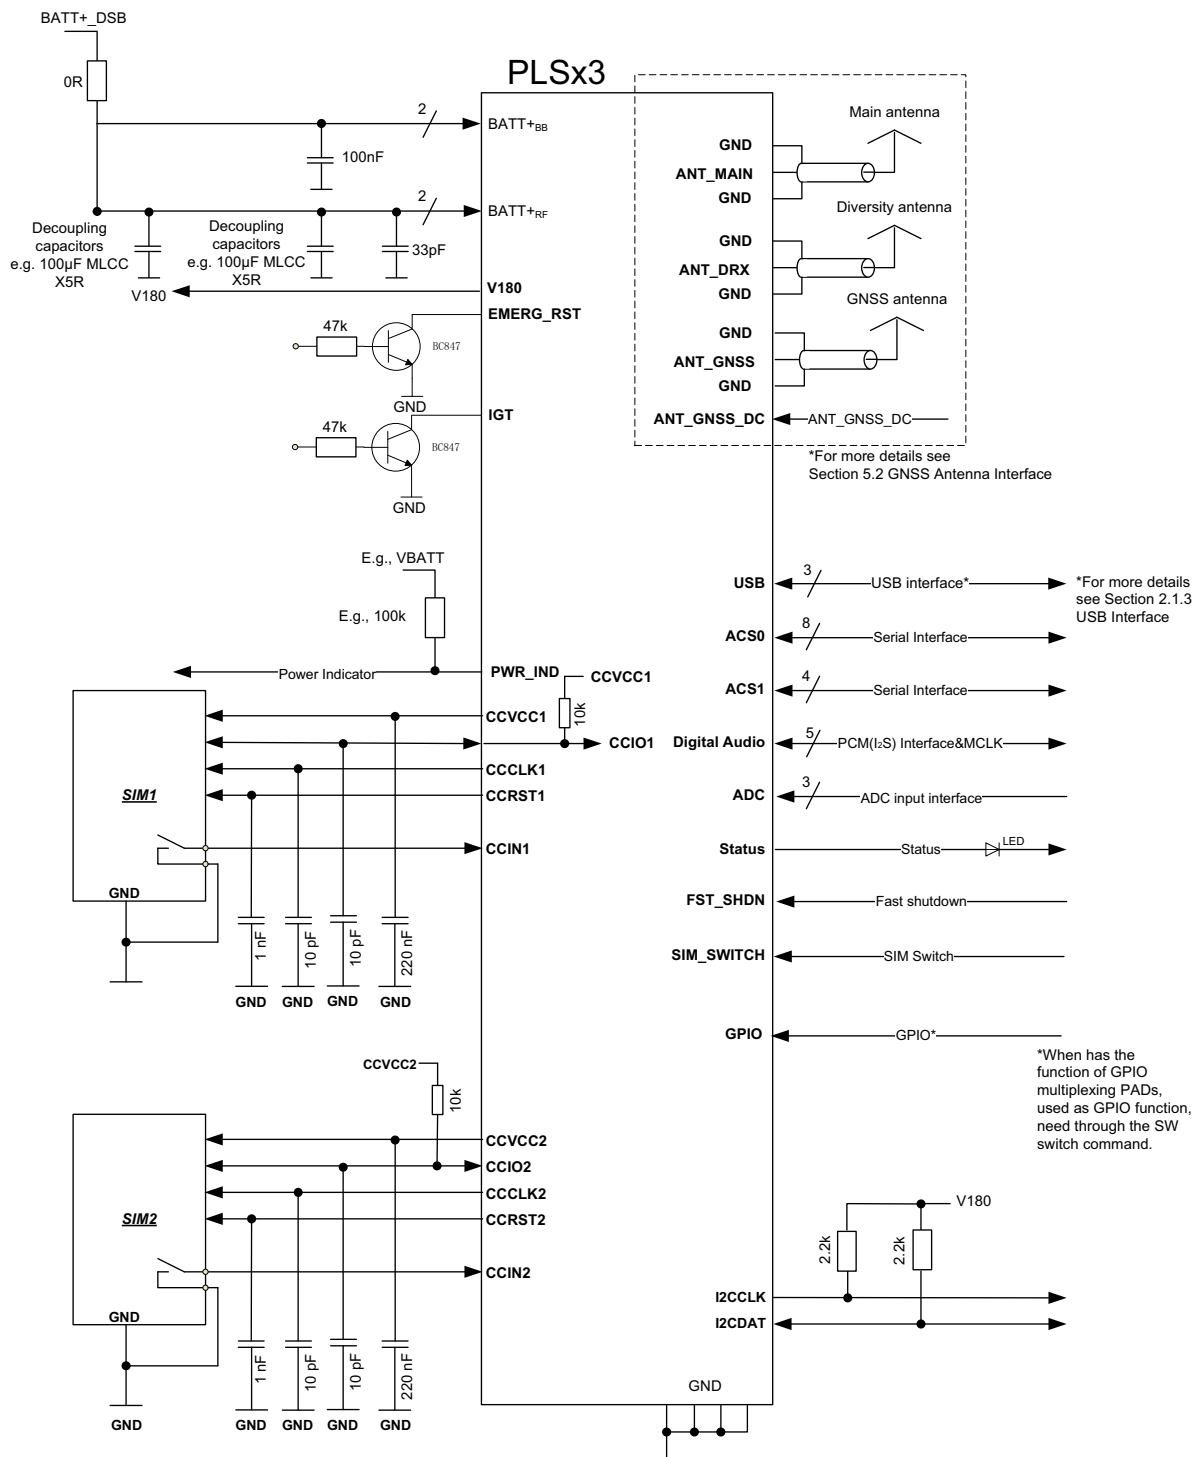 BATT+_DSB
0R
PLSx3
2
BATT+BB
100nF
2
BATT+RF
Decoupling
capacitors
e.g. 100µF MLCC
X5R
Decoupling
capacitors
e.g. 100µF MLCC
X5R
33pF
V180
V180
EMERG_RST
47k
BC847
GND
IGT
47k
BC847
GND
Main antenna
GND
ANT_MAIN
GND
Diversity antenna
GND
ANT_DRX
GND
GNSS antenna
GND
ANT_GNSS
GND
ANT_GNSS_DC
ANT_GNSS_DC
*For more details see
Section 5.2 GNSS Antenna Interface
E.g., VBATT
E.g., 100k
Power Indicator
PWR_IND
CCVCC1
10k
CCVCC1
CCIO1
CCCLK1
CCRST1
CCIN1
SIM1
GND
1 nF
10 pF
10 pF
220 nF
GND
GND
GND
GND
USB
3
USB interface*
*For more details
see Section 2.1.3
USB Interface
ACS0
8
Serial Interface
ACS1
4
Serial Interface
Digital Audio
5
PCM(I2S) Interface&MCLK
ADC
3
ADC input interface
Status
Status
LED
FST_SHDN
Fast shutdown
SIM_SWITCH
SIM Switch
GPIO
GPIO*
*When has the
function of GPIO
multiplexing PADs,
used as GPIO function,
need through the SW
switch command.
CCVCC2
10k
CCVCC2
CCIO2
CCCLK2
CCRST2
CCIN2
SIM2
GND
1 nF
10 pF
10 pF
220 nF
GND
GND
GND
GND
GND
V180
2.2k
2.2k
I2CCLK
I2CDAT
GND